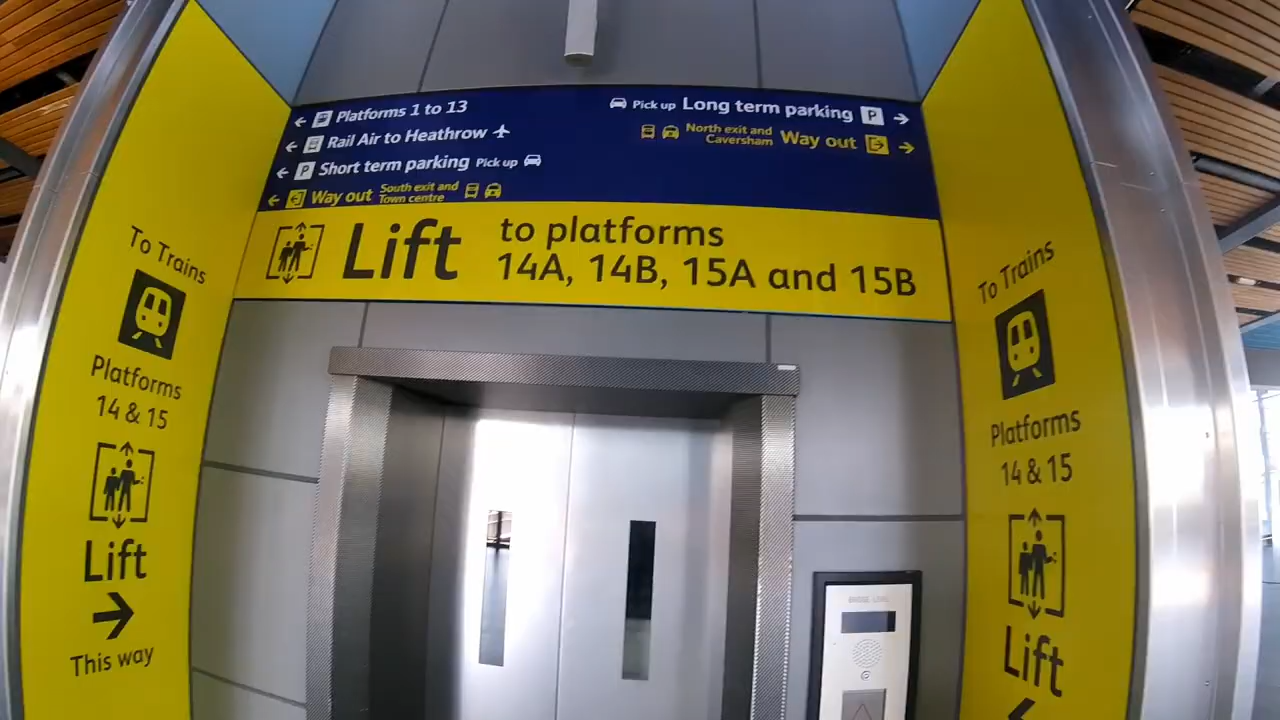 Platforms 1 to 13
Rail Air to Heathrow
P Short term parking Pick up
Way out South exit and Town centre
Pick up Long term parking P
North exit and Caversham Way out
Lift to platforms
14A, 14B, 15A and 15B
To Trains
Platforms
14 & 15
Lift
This way
To Trains
Platforms
14 & 15
Lift